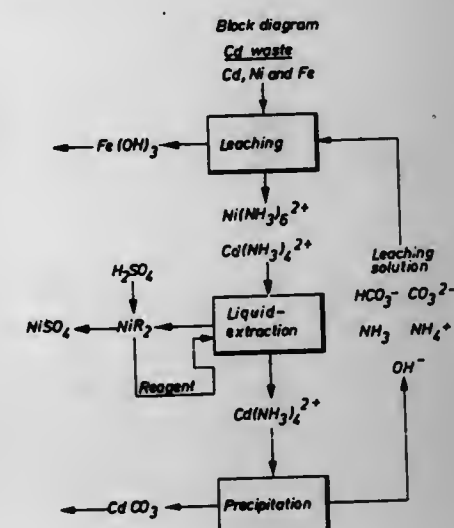 Block diagram
Cd waste
Cd, Ni and Fe
Fe(OH)3
Leaching
Ni(NH3)6 2+
Cd(NH3)4 2+
Leaching
solution
HCO3- CO3 2-
NH3 NH4+
OH-
H2SO4
NiSO4
NiR2
Liquid-
extraction
Reagent
Cd(NH3)4 2+
CdCO3
Precipitation